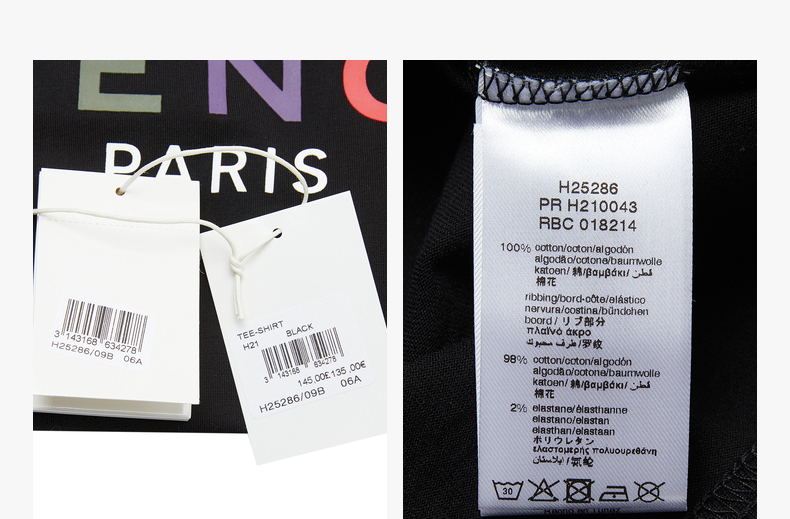 ENC
PARIS
3 143168 634278
H25286/09B 06A
TEE-SHIRT
H21 BLACK
3 143168 634278
145,00£135,00€
H25286/09B 06A
H25286
PR H210043
RBC 018214
100% cotton/coton/algodón
algodão/cotone/baumwolle
katoen/ 綿/βαμβάκι/ قطن/
棉花
ribbing/bord-côte/elástico
nervura/costina/bündchen
boord / リブ部分
πλαϊνό άκρο
طرف محبوك/罗纹
98% cotton/coton/algodón
algodão/cotone/baumwolle
katoen/ 綿/βαμβάκι/ قطن/
棉花
2% elastane/élasthanne
elastano/elastan
elasthan/elastaan
ポリウレタン
ελαστομερής πολυουρεθάνη
ايلاستان/氨纶
30